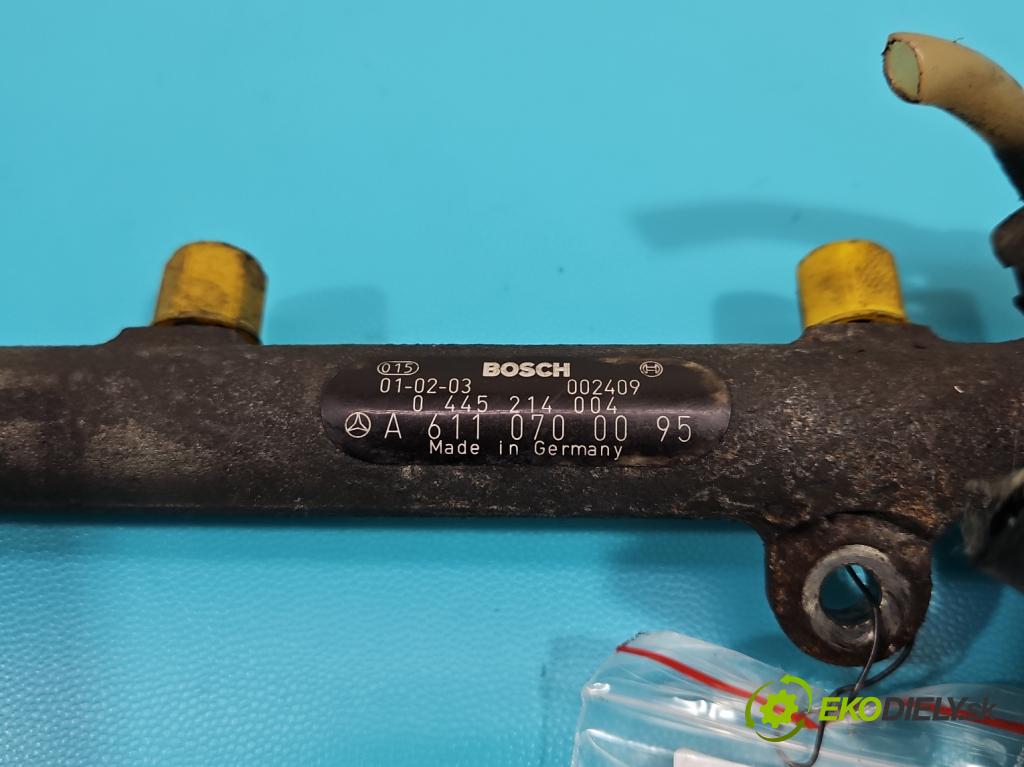 015 BOSCH
01-02-03 002409
0 445 214 004
A 611 070 00 95
Made in Germany
EKODIELY.sk